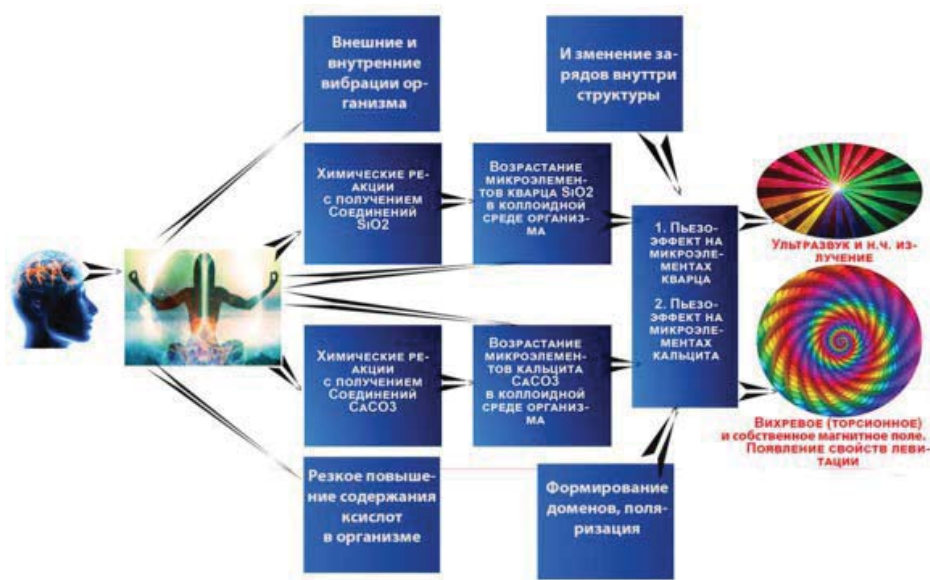 Внешние и
внутренние
вибрации ор-
ганизма
И зменение за-
рядов внуттри
структуры
Химические ре-
акции
с получением
Соединений
SiO2
Возрастание
микроэлемен-
тов кварца SiO2
в коллоидной
среде организ-
ма
1. Пьезо-
эффект на
микроэле-
ментах
кварца
2. Пьезо-
эффект на
микроэле-
ментах
кальцита
Ультразвук и н.ч. из-
лучение
Химические ре-
акции
с получением
Соединений
CaCO3
Возрастание
микроэлемен-
тов кальцита
CaCO3
в коллоидной
среде организ-
ма
Вихревое (торсионное)
и собственное магнитное поле.
Появление свойств леви-
тации
Резкое повыше-
ние содержания
ксислот
в организме
Формирование
доменов, поля-
ризация